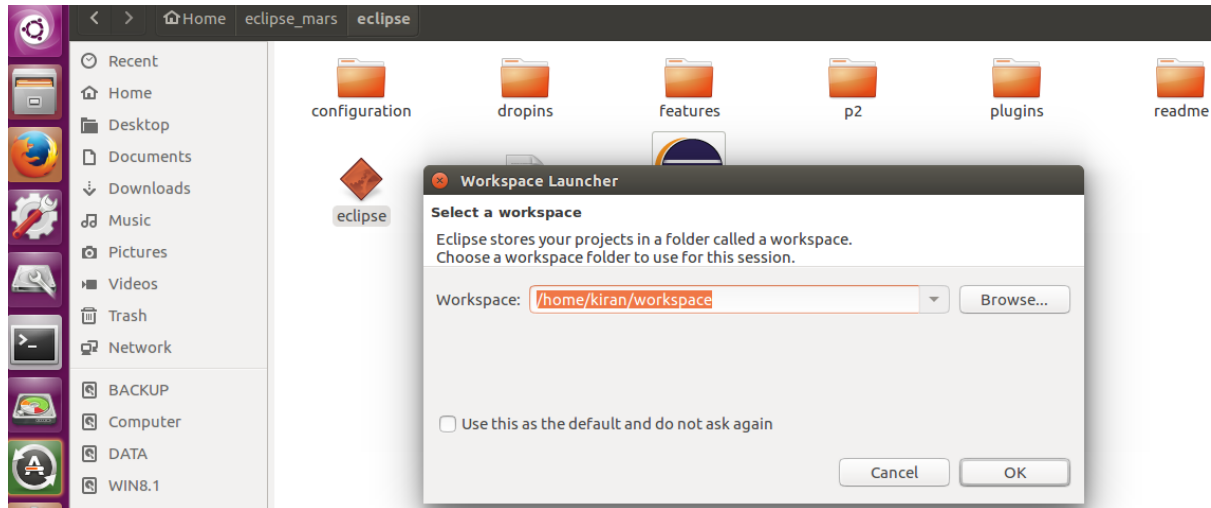 Home eclipse_mars eclipse
Recent
Home
Desktop
Documents
Downloads
Music
Pictures
Videos
Trash
Network
BACKUP
Computer
DATA
WIN8.1
configuration dropins features p2 plugins readme
eclipse
Workspace Launcher
Select a workspace
Eclipse stores your projects in a folder called a workspace.
Choose a workspace folder to use for this session.
Workspace: /home/kiran/workspace Browse...
Use this as the default and do not ask again
Cancel OK